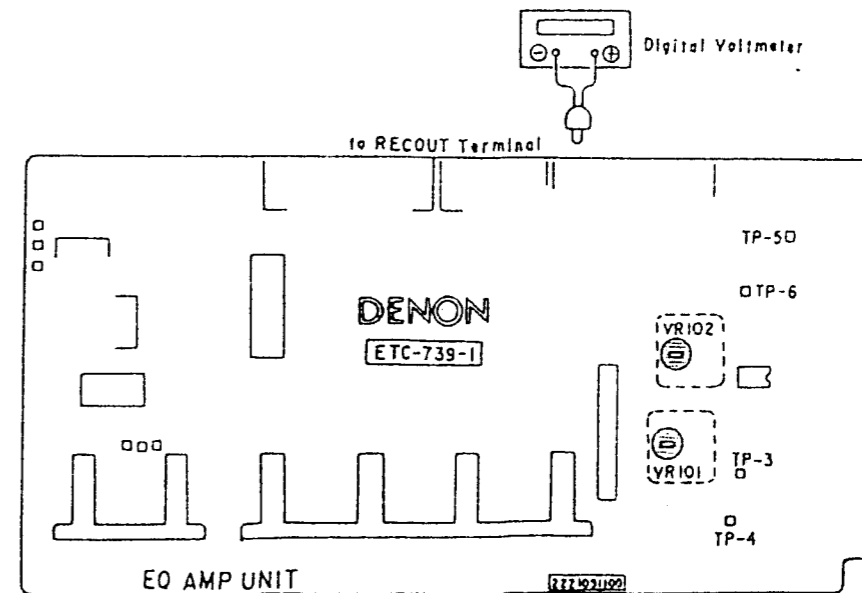 Digital Voltmeter
to RECOUT Terminal
TP-5
TP-6
DENON
VR102
ETC-739-1
VR101
TP-3
TP-4
EQ AMP UNIT